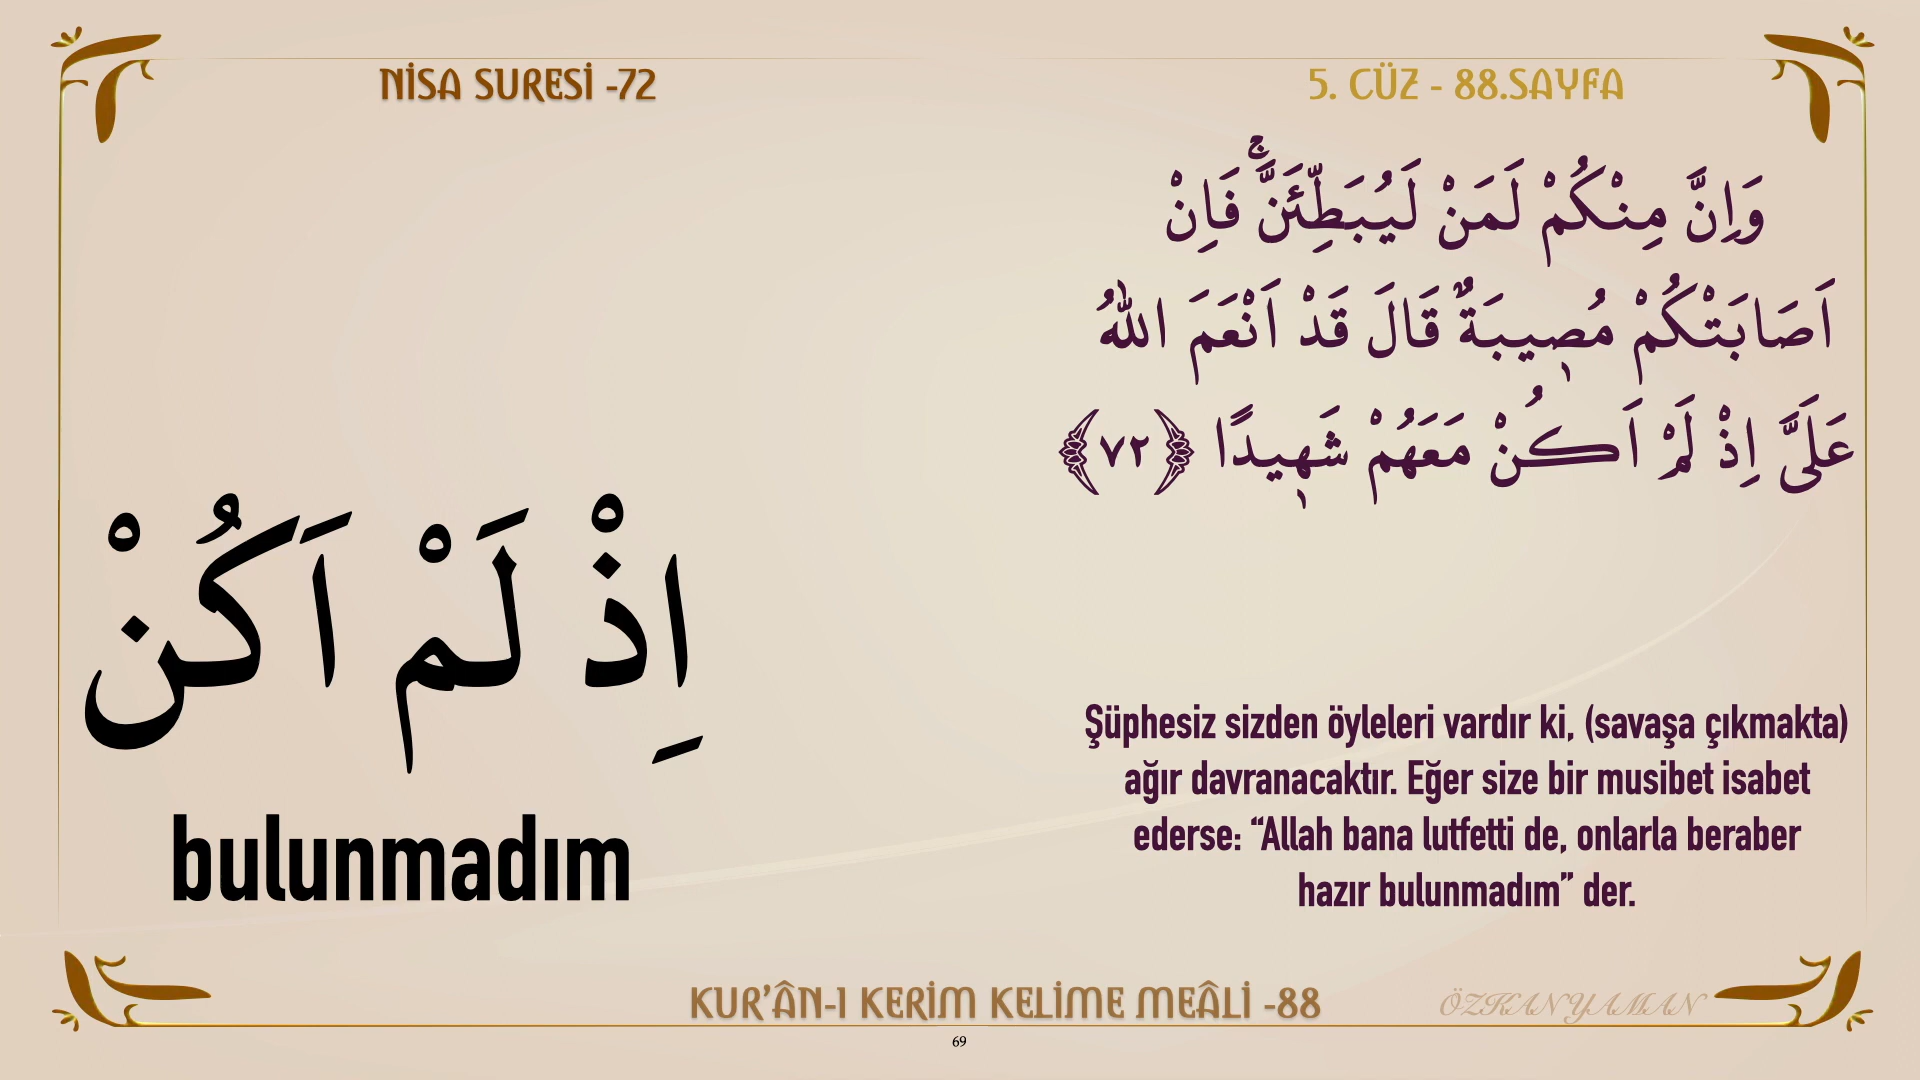 NİSA SURESİ -72
5. CÜZ - 88.SAYFA
وَاِنَّ مِنْكُمْ لَمَنْ لَيُبَطِّئَنَّۚ فَاِنْ
اَصَابَتْكُمْ مُص۪يبَةٌ قَالَ قَدْ اَنْعَمَ اللّٰهُ
عَلَيَّ اِذْ لَمْ اَكُنْ مَعَهُمْ شَه۪يدًا ﴿٧٢﴾
اِذْ لَمْ اَكُنْ
bulunmadım
Şüphesiz sizden öyleleri vardır ki, (savaşa çıkmakta)
ağır davranacaktır. Eğer size bir musibet isabet
ederse: “Allah bana lutfetti de, onlarla beraber
hazır bulunmadım” der.
KUR’ÂN-I KERİM KELİME MEÂLİ -88
ÖZKAN YAMAN
69